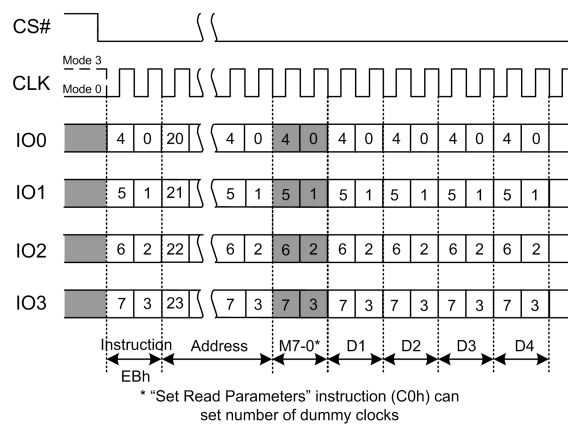 CS#
Mode 3
CLK
Mode 0
IO0 4 0 20 4 0 4 0 4 0 4 0 4 0 4 0
IO1 5 1 21 5 1 5 1 5 1 5 1 5 1 5 1
IO2 6 2 22 6 2 6 2 6 2 6 2 6 2 6 2
IO3 7 3 23 7 3 7 3 7 3 7 3 7 3 7 3
Instruction Address M7-0* D1 D2 D3 D4
EBh
* “Set Read Parameters” instruction (C0h) can
set number of dummy clocks